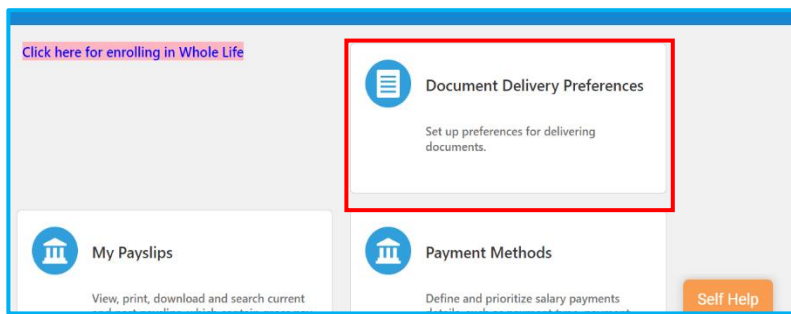 Click here for enrolling in Whole Life
Document Delivery Preferences
Set up preferences for delivering
documents.
My Payslips
View, print, download and search current
Payment Methods
Define and prioritize salary payments
Self Help